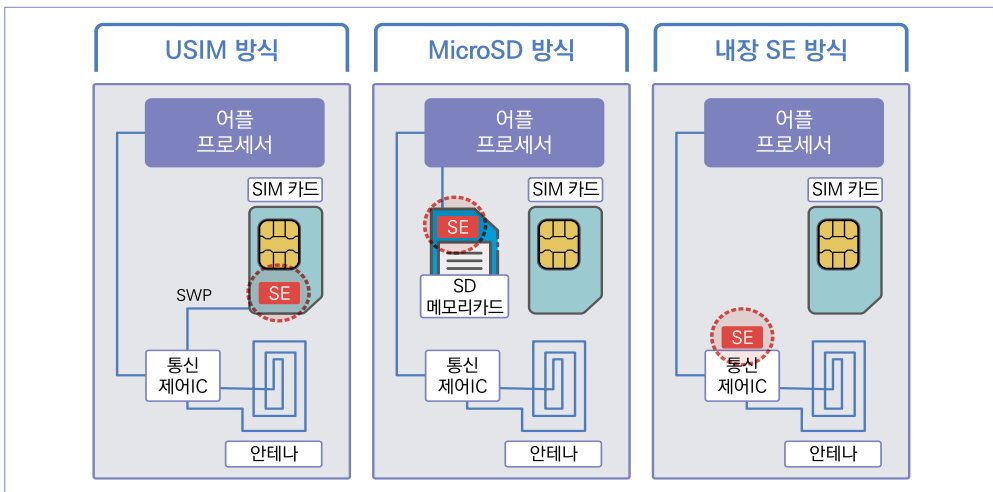 USIM 방식
어플
프로세서
SIM 카드
SE
SWP
통신
제어IC
안테나
MicroSD 방식
어플
프로세서
SIM 카드
SE
SD
메모리카드
통신
제어IC
안테나
내장 SE 방식
어플
프로세서
SIM 카드
SE
통신
제어IC
안테나